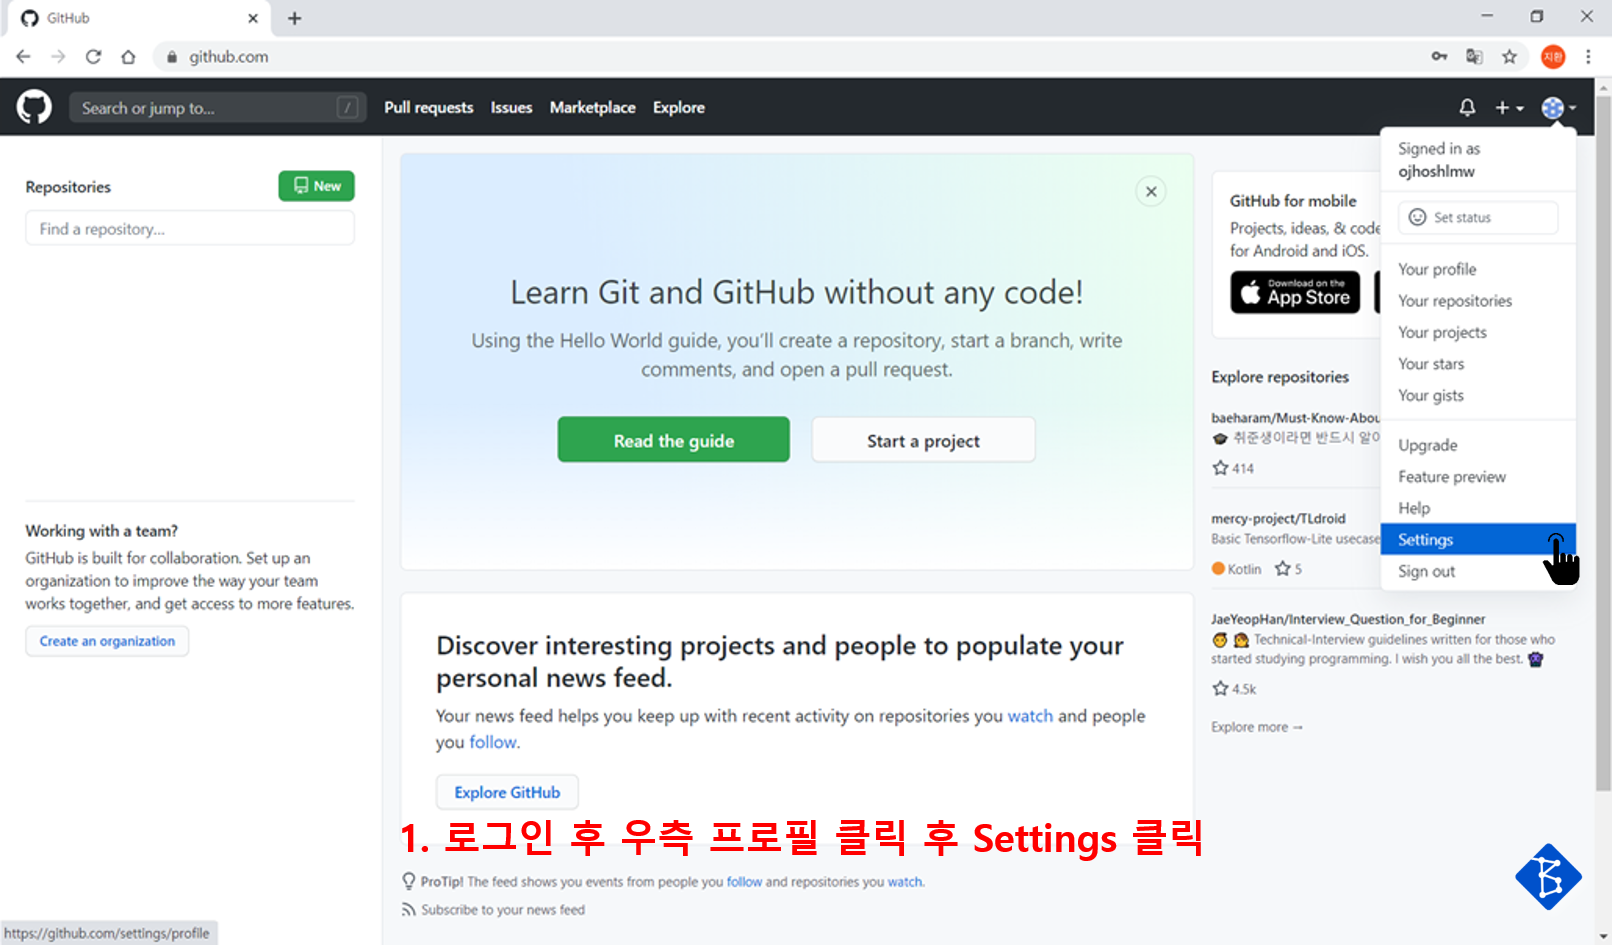 GitHub
github.com
지환
Search or jump to...
/
Pull requests
Issues
Marketplace
Explore
Signed in as
ojhoshlmw
Set status
Your profile
Your repositories
Your projects
Your stars
Your gists
Upgrade
Feature preview
Help
Settings
Sign out
Repositories
New
Find a repository...
Working with a team?
GitHub is built for collaboration. Set up an
organization to improve the way your team
works together, and get access to more features.
Create an organization
Learn Git and GitHub without any code!
Using the Hello World guide, you'll create a repository, start a branch, write
comments, and open a pull request.
Read the guide
Start a project
Discover interesting projects and people to populate your
personal news feed.
Your news feed helps you keep up with recent activity on repositories you watch and people
you follow.
Explore GitHub
1. 로그인 후 우측 프로필 클릭 후 Settings 클릭
ProTip! The feed shows you events from people you follow and repositories you watch.
Subscribe to your news feed
GitHub for mobile
Projects, ideas, & code
for Android and iOS.
Download on the
App Store
Explore repositories
baeharam/Must-Know-Abou
취준생이라면 반드시 알아
414
mercy-project/TLdroid
Basic Tensorflow-Lite usecase
Kotlin
5
JaeYeopHan/Interview_Question_for_Beginner
Technical-Interview guidelines written for those who
started studying programming. I wish you all the best.
4.5k
Explore more →
https://github.com/settings/profile